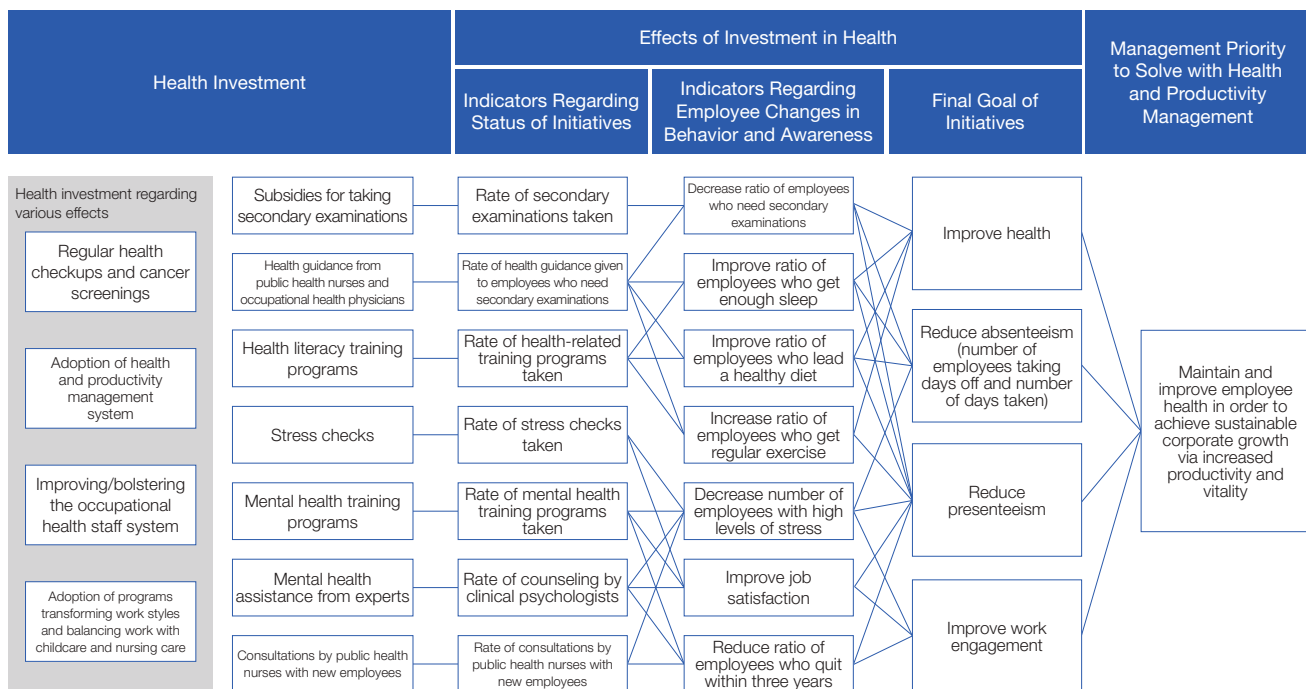 Health Investment
Effects of Investment in Health
Indicators Regarding
Status of Initiatives
Indicators Regarding
Employee Changes in
Behavior and Awareness
Final Goal of
Initiatives
Management Priority
to Solve with Health
and Productivity
Management
Health investment regarding
various effects
Regular health
checkups and cancer
screenings
Adoption of health
and productivity
management
system
Improving/bolstering
the occupational
health staff system
Adoption of programs
transforming work styles
and balancing work with
childcare and nursing care
Subsidies for taking
secondary examinations
Health guidance from
public health nurses and
occupational health physicians
Health literacy training
programs
Stress checks
Mental health training
programs
Mental health
assistance from experts
Consultations by public health
nurses with new employees
Rate of secondary
examinations taken
Rate of health guidance given
to employees who need
secondary examinations
Rate of health-related
training programs
taken
Rate of stress checks
taken
Rate of mental health
training programs
taken
Rate of counseling by
clinical psychologists
Rate of consultations by
public health nurses with
new employees
Decrease ratio of employees
who need secondary
examinations
Improve ratio of
employees who get
enough sleep
Improve ratio of
employees who lead
a healthy diet
Increase ratio of
employees who get
regular exercise
Decrease number of
employees with high
levels of stress
Improve job
satisfaction
Reduce ratio of
employees who quit
within three years
Improve health
Reduce absenteeism
(number of
employees taking
days off and number
of days taken)
Reduce
presenteeism
Improve work
engagement
Maintain and
improve employee
health in order to
achieve sustainable
corporate growth
via increased
productivity and
vitality